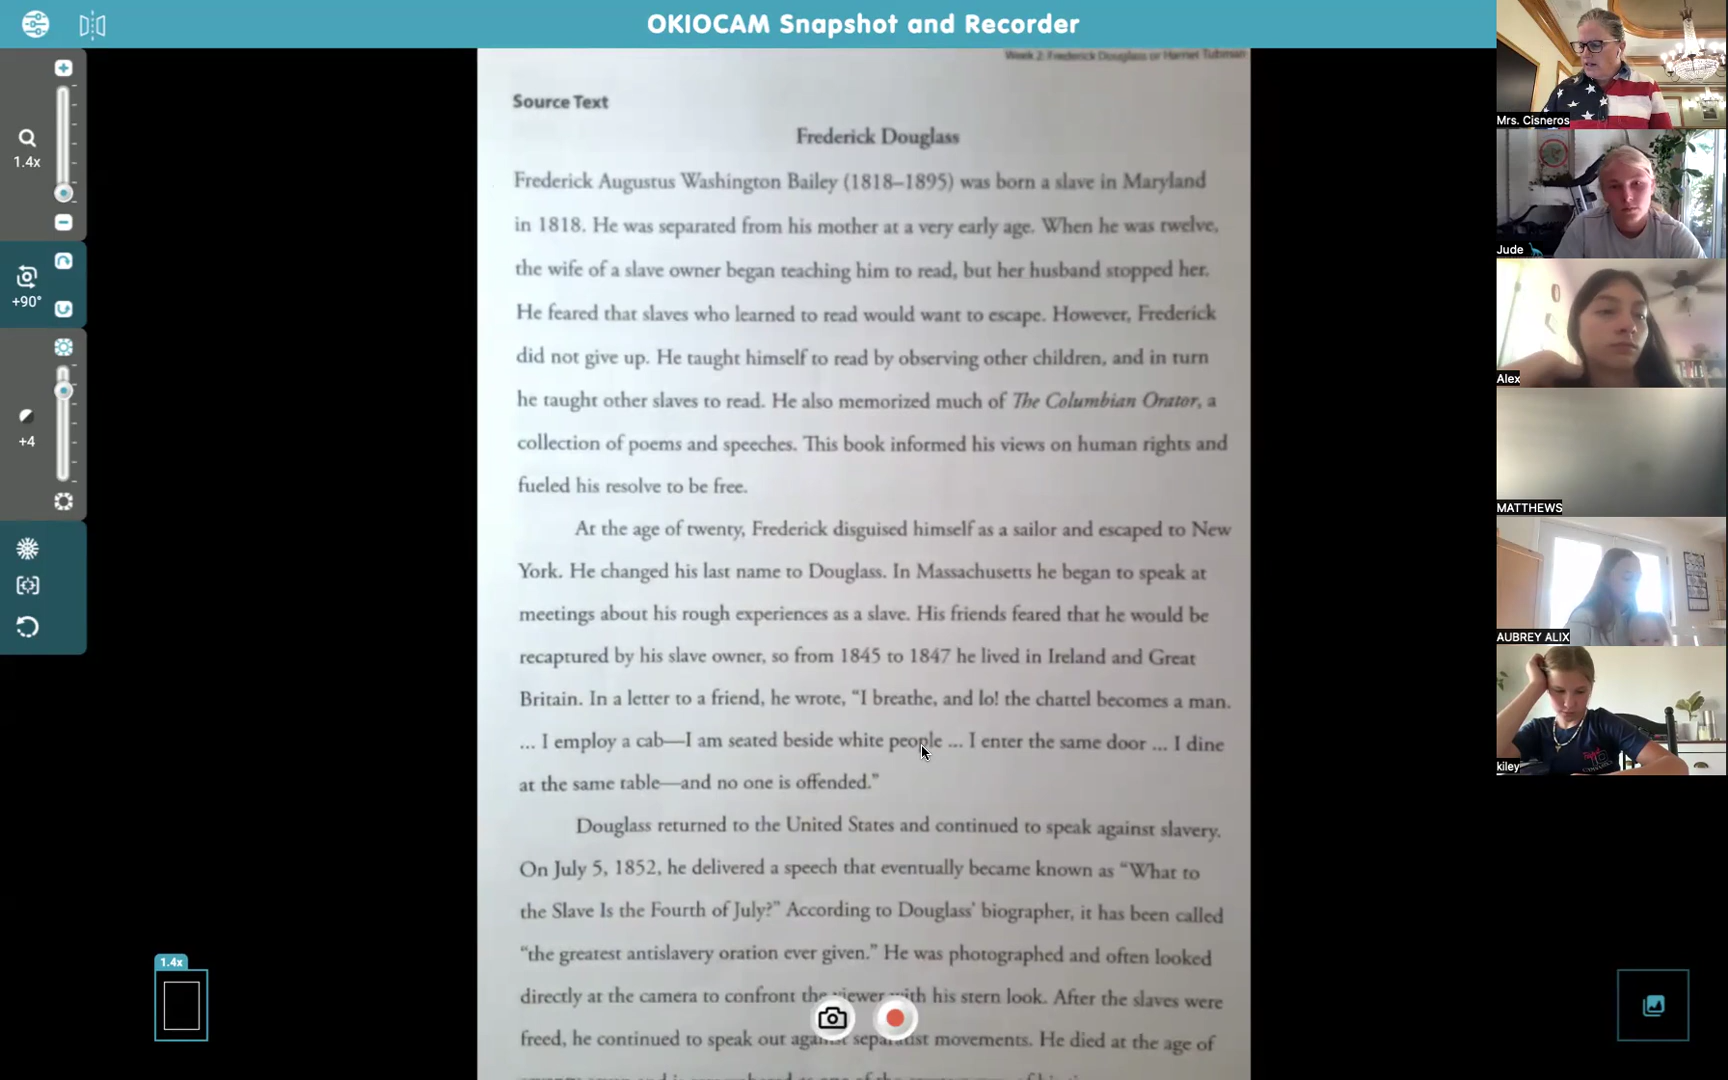 OKIOCAM Snapshot and Recorder
Week 2: Frederick Douglass or Harriet Tubman
Source Text
Frederick Douglass
Frederick Augustus Washington Bailey (1818–1895) was born a slave in Maryland
in 1818. He was separated from his mother at a very early age. When he was twelve,
the wife of a slave owner began teaching him to read, but her husband stopped her.
He feared that slaves who learned to read would want to escape. However, Frederick
did not give up. He taught himself to read by observing other children, and in turn
he taught other slaves to read. He also memorized much of The Columbian Orator, a
collection of poems and speeches. This book informed his views on human rights and
fueled his resolve to be free.
At the age of twenty, Frederick disguised himself as a sailor and escaped to New
York. He changed his last name to Douglass. In Massachusetts he began to speak at
meetings about his rough experiences as a slave. His friends feared that he would be
recaptured by his slave owner, so from 1845 to 1847 he lived in Ireland and Great
Britain. In a letter to a friend, he wrote, “I breathe, and lo! the chattel becomes a man.
... I employ a cab—I am seated beside white people ... I enter the same door ... I dine
at the same table—and no one is offended.”
Douglass returned to the United States and continued to speak against slavery.
On July 5, 1852, he delivered a speech that eventually became known as “What to
the Slave Is the Fourth of July?” According to Douglass’ biographer, it has been called
“the greatest antislavery oration ever given.” He was photographed and often looked
directly at the camera to confront the viewer with his stern look. After the slaves were
freed, he continued to speak out against separatist movements. He died at the age of
1.4x
+90°
+4
1.4x
Mrs. Cisneros
Jude
Alex
MATTHEWS
AUBREY ALIX
kiley